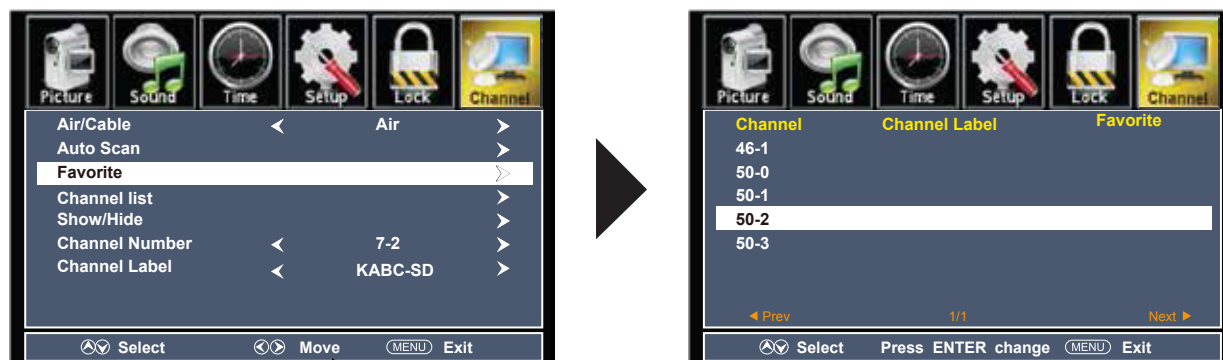 Picture Sound Time Setup Lock Channel
Air/Cable Air
Auto Scan
Favorite
Channel list
Show/Hide
Channel Number 7-2
Channel Label KABC-SD
Select Move MENU Exit
Picture Sound Time Setup Lock Channel
Channel Channel Label Favorite
46-1
50-0
50-1
50-2
50-3
Prev 1/1 Next
Select Press ENTER change MENU Exit